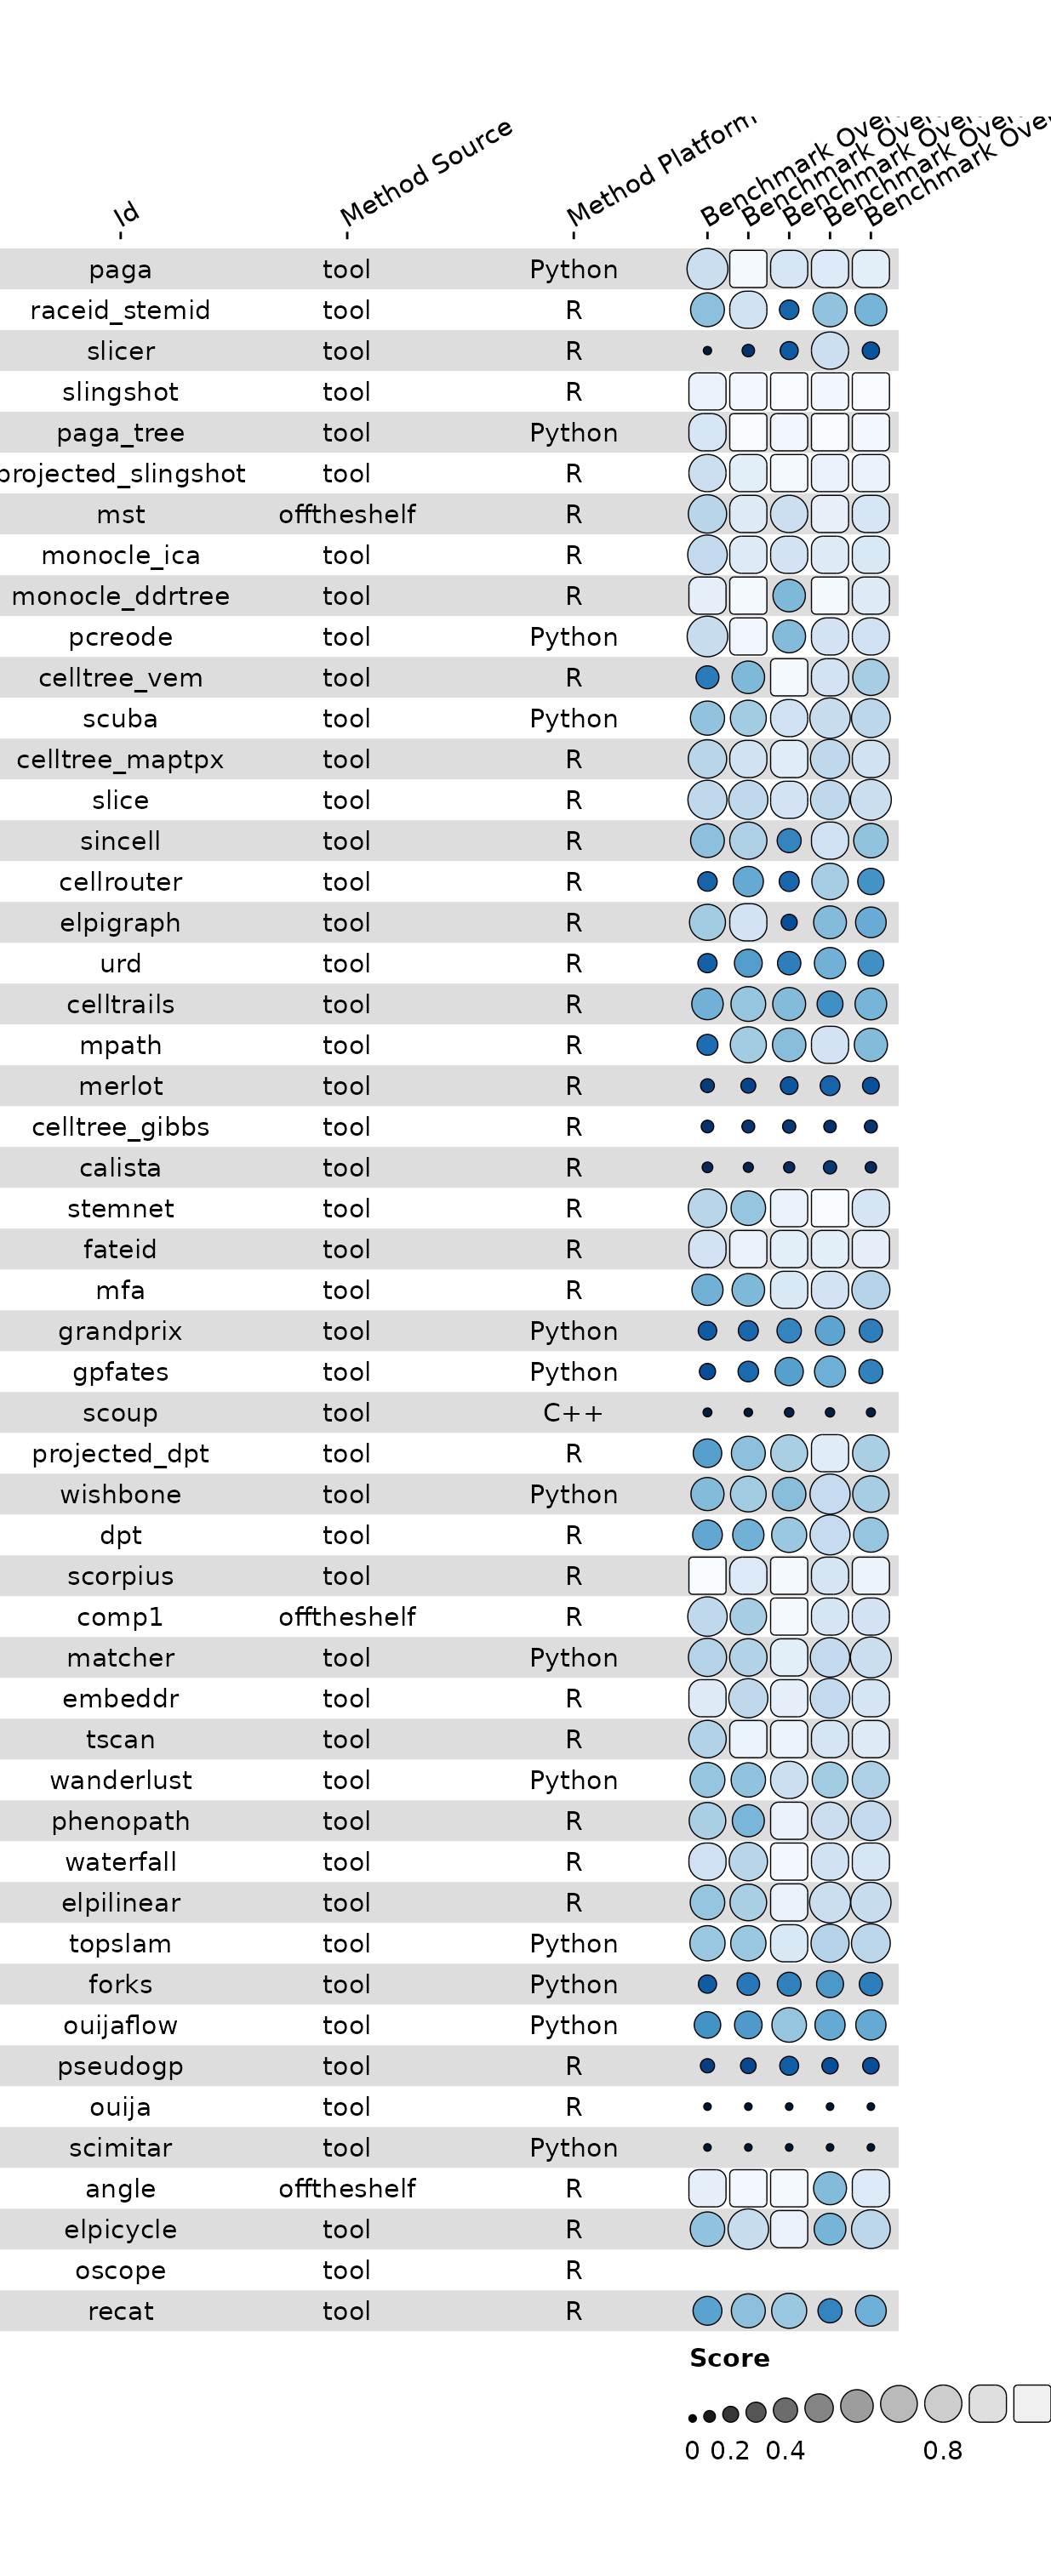 Id Method Source Method Platform Benchmark Benchmark Benchmark Benchmark Benchmark
paga tool Python
raceid_stemid tool R
slicer tool R
slingshot tool R
paga_tree tool Python
projected_slingshot tool R
mst offtheshelf R
monocle_ica tool R
monocle_ddrtree tool R
pcreode tool Python
celltree_vem tool R
scuba tool Python
celltree_maptpx tool R
slice tool R
sincell tool R
cellrouter tool R
elpigraph tool R
urd tool R
celltrails tool R
mpath tool R
merlot tool R
celltree_gibbs tool R
calista tool R
stemnet tool R
fateid tool R
mfa tool R
grandprix tool Python
gpfates tool Python
scoup tool C++
projected_dpt tool R
wishbone tool Python
dpt tool R
scorpius tool R
comp1 offtheshelf R
matcher tool Python
embeddr tool R
tscan tool R
wanderlust tool Python
phenopath tool R
waterfall tool R
elpilinear tool R
topslam tool Python
forks tool Python
ouijaflow tool Python
pseudogp tool R
ouija tool R
scimitar tool Python
angle offtheshelf R
elpicycle tool R
oscope tool R
recat tool R
Score
0 0.2 0.4 0.8